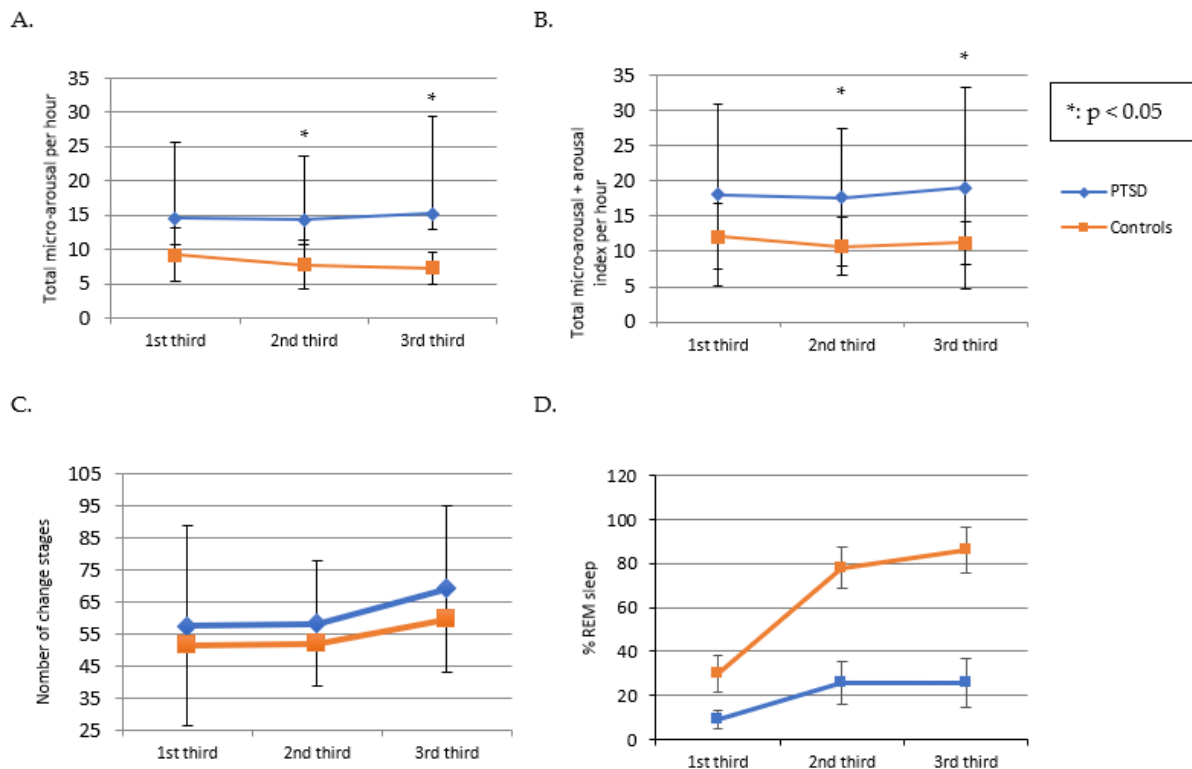 A.
Total micro-arousal per hour
35
30
25
20
15
10
5
0
*
*
1st third
2nd third
3rd third
B.
Total micro-arousal + arousal
index per hour
35
30
25
20
15
10
5
0
*
*
1st third
2nd third
3rd third
*: p < 0.05
PTSD
Controls
C.
Nomber of change stages
105
95
85
75
65
55
45
35
25
1st third
2nd third
3rd third
D.
% REM sleep
120
100
80
60
40
20
0
1st third
2nd third
3rd third